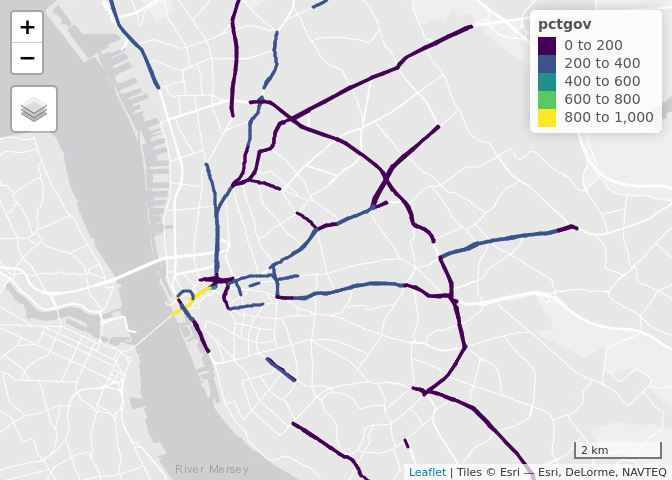 +
−
pctgov
0 to 200
200 to 400
400 to 600
600 to 800
800 to 1,000
2 km
River Mersey
Leaflet | Tiles © Esri — Esri, DeLorme, NAVTEQ